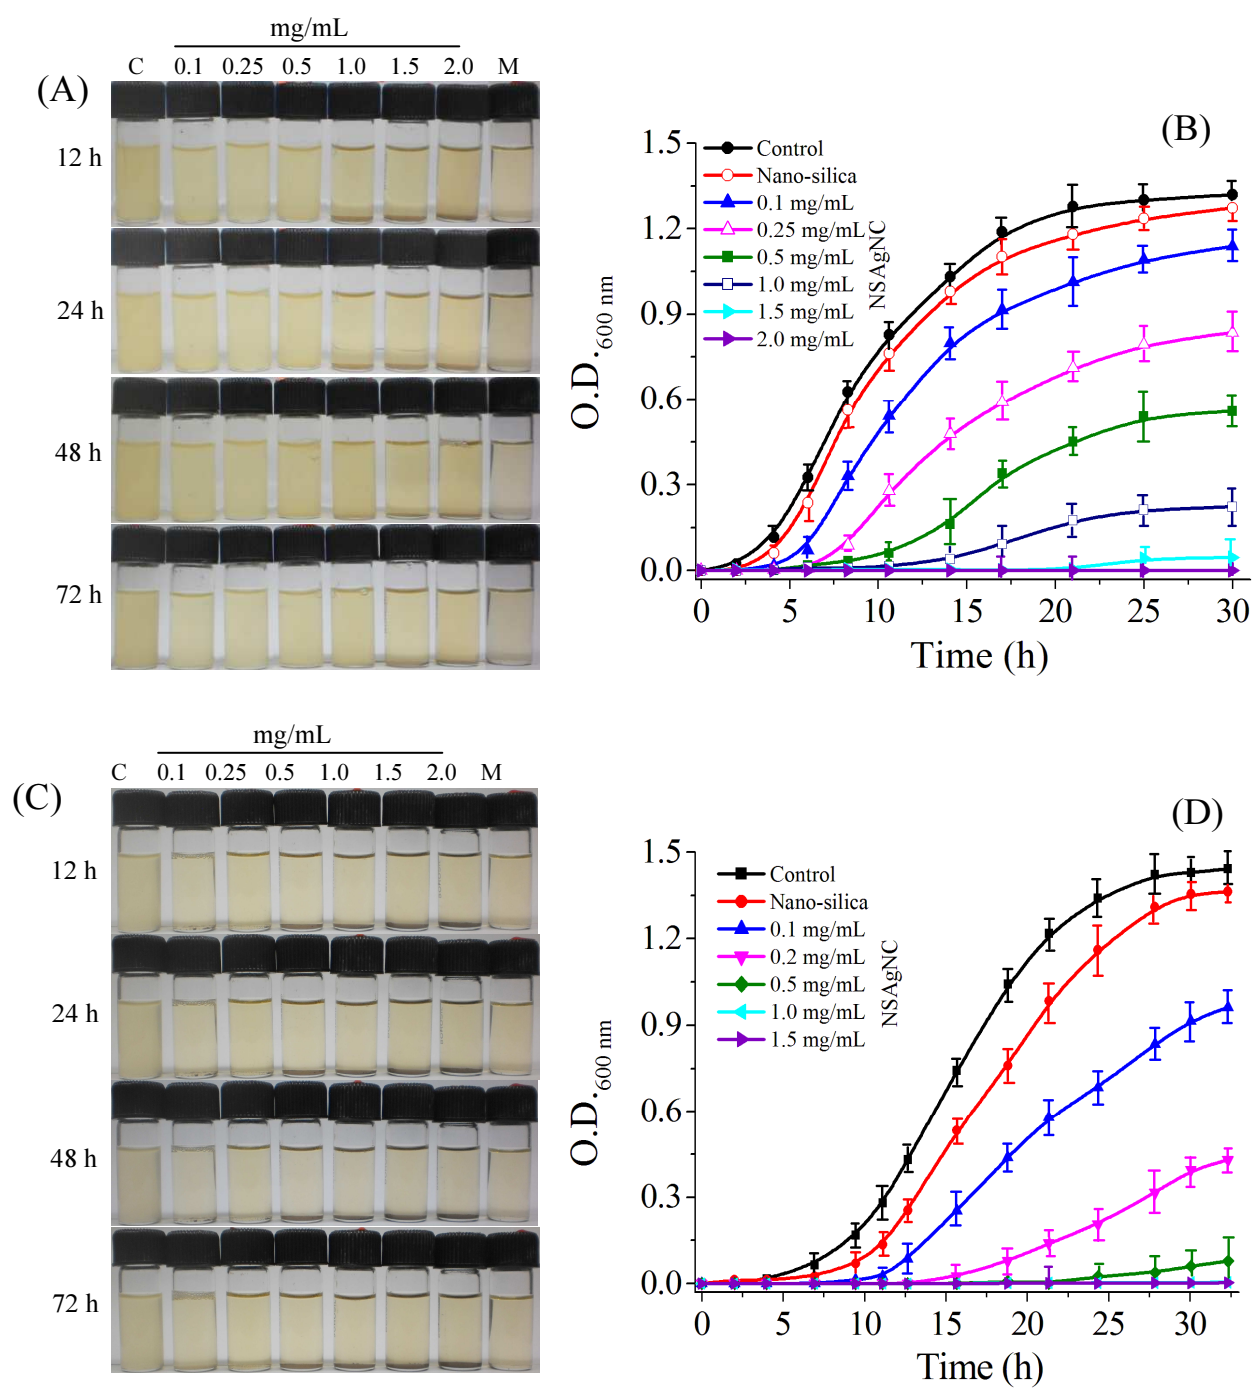 mg/mL
C 0.1 0.25 0.5 1.0 1.5 2.0 M
(A)
12 h
24 h
48 h
72 h
(B)
1.5
1.2
0.9
0.6
0.3
0.0
O.D.600 nm
Control
Nano-silica
0.1 mg/mL
0.25 mg/mL
0.5 mg/mL
1.0 mg/mL
1.5 mg/mL
2.0 mg/mL
NSAgNC
0 5 10 15 20 25 30
Time (h)
mg/mL
C 0.1 0.25 0.5 1.0 1.5 2.0 M
(C)
12 h
24 h
48 h
72 h
(D)
1.5
1.2
0.9
0.6
0.3
0.0
O.D.600 nm
Control
Nano-silica
0.1 mg/mL
0.2 mg/mL
0.5 mg/mL
1.0 mg/mL
1.5 mg/mL
NSAgNC
0 5 10 15 20 25 30
Time (h)